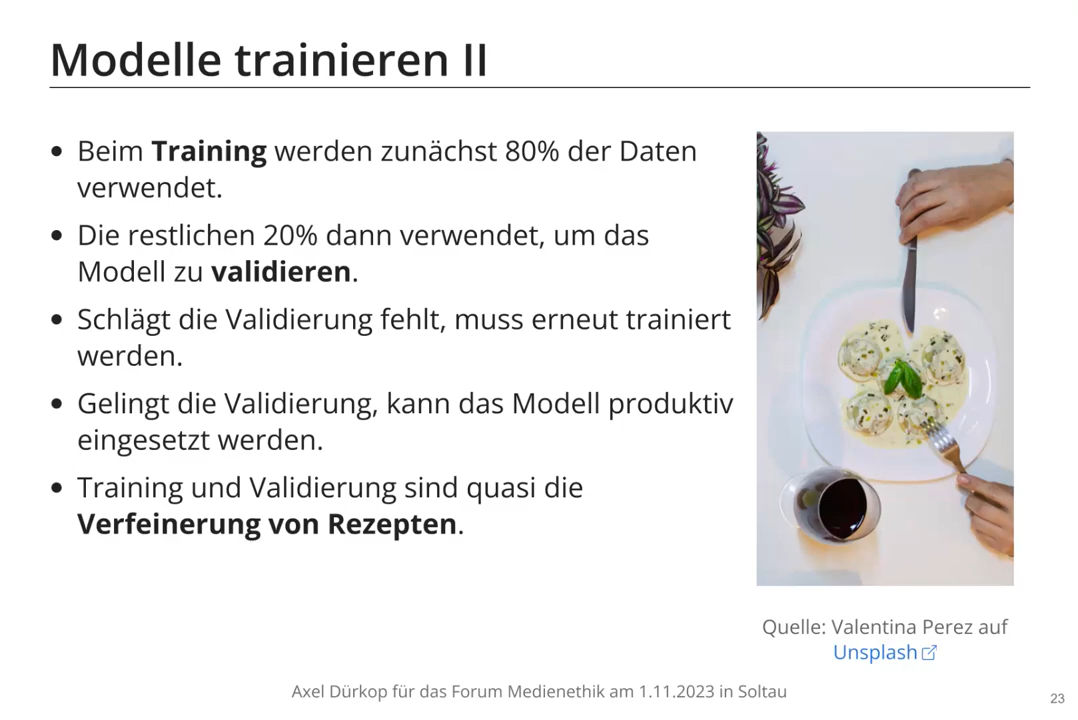 Modelle trainieren II
• Beim Training werden zunächst 80% der Daten
verwendet.
• Die restlichen 20% dann verwendet, um das
Modell zu validieren.
• Schlägt die Validierung fehlt, muss erneut trainiert
werden.
• Gelingt die Validierung, kann das Modell produktiv
eingesetzt werden.
• Training und Validierung sind quasi die
Verfeinerung von Rezepten.
Quelle: Valentina Perez auf
Unsplash
Axel Dürkop für das Forum Medienethik am 1.11.2023 in Soltau
23